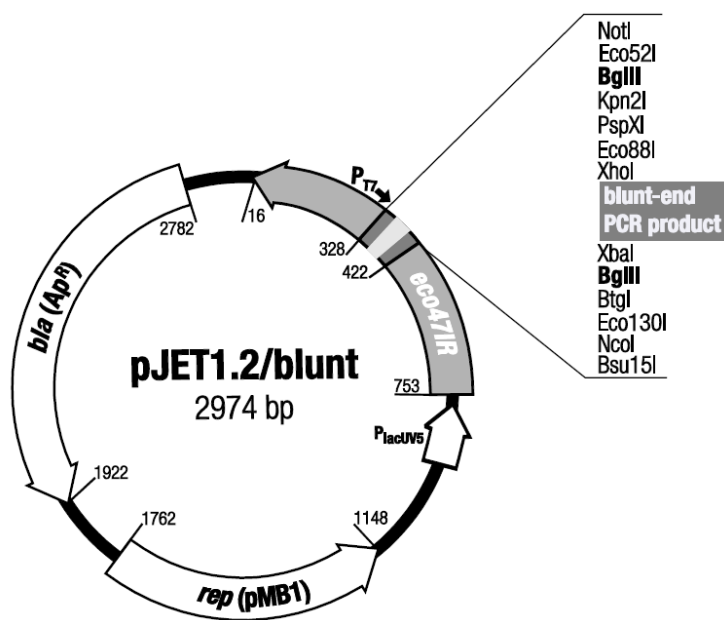 NotI
Eco52I
BglII
Kpn2I
PspXI
Eco88I
XhoI
blunt-end
PCR product
XbaI
BglII
BtgI
Eco130I
NcoI
Bsu15I
PT7
2782
16
328
422
eco47IR
bla (ApR)
pJET1.2/blunt
2974 bp
753
PlacUV5
1922
1762
1148
rep (pMB1)